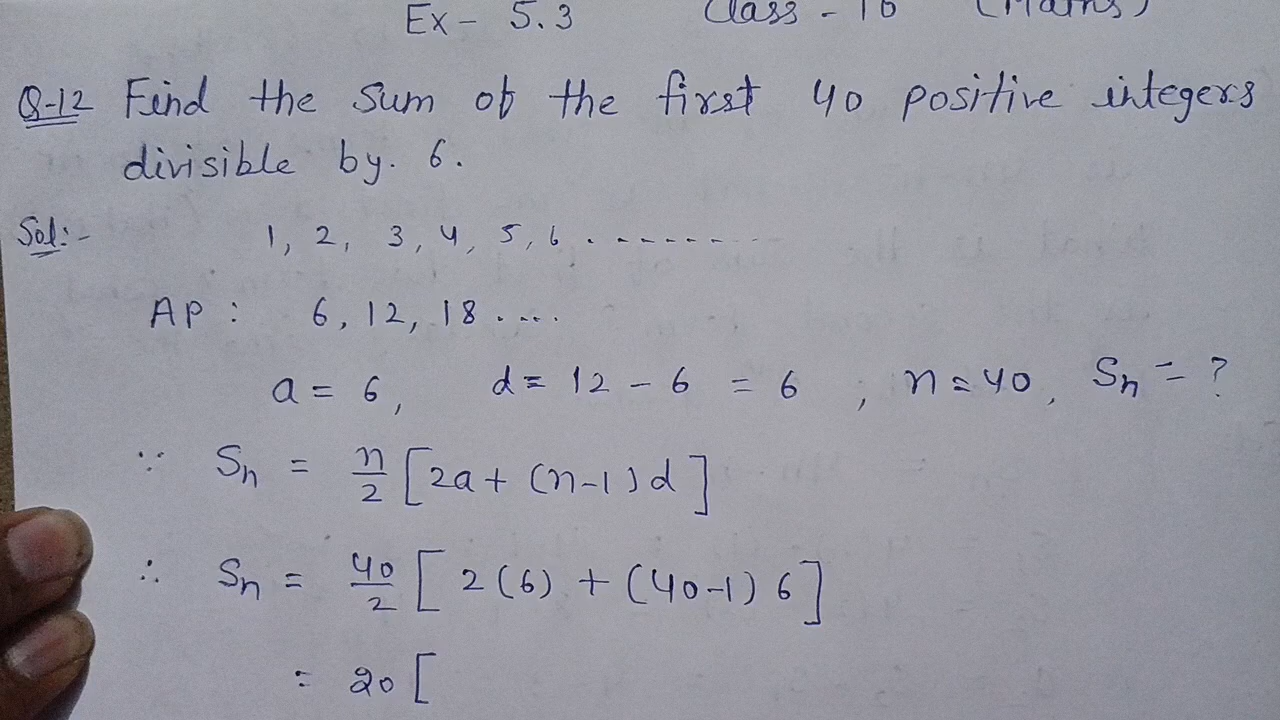 Ex- 5.3 Class - 10 (Maths)
Q-12 Find the sum of the first 40 positive integers
divisible by. 6.
Sol:- 1, 2, 3, 4, 5, 6 .---------
AP : 6, 12, 18 ....
a = 6, d = 12 - 6 = 6 , n = 40, Sn = ?
∵ Sn = n/2 [2a + (n-1)d]
∴ Sn = 40/2 [ 2(6) + (40-1) 6]
= 20 [